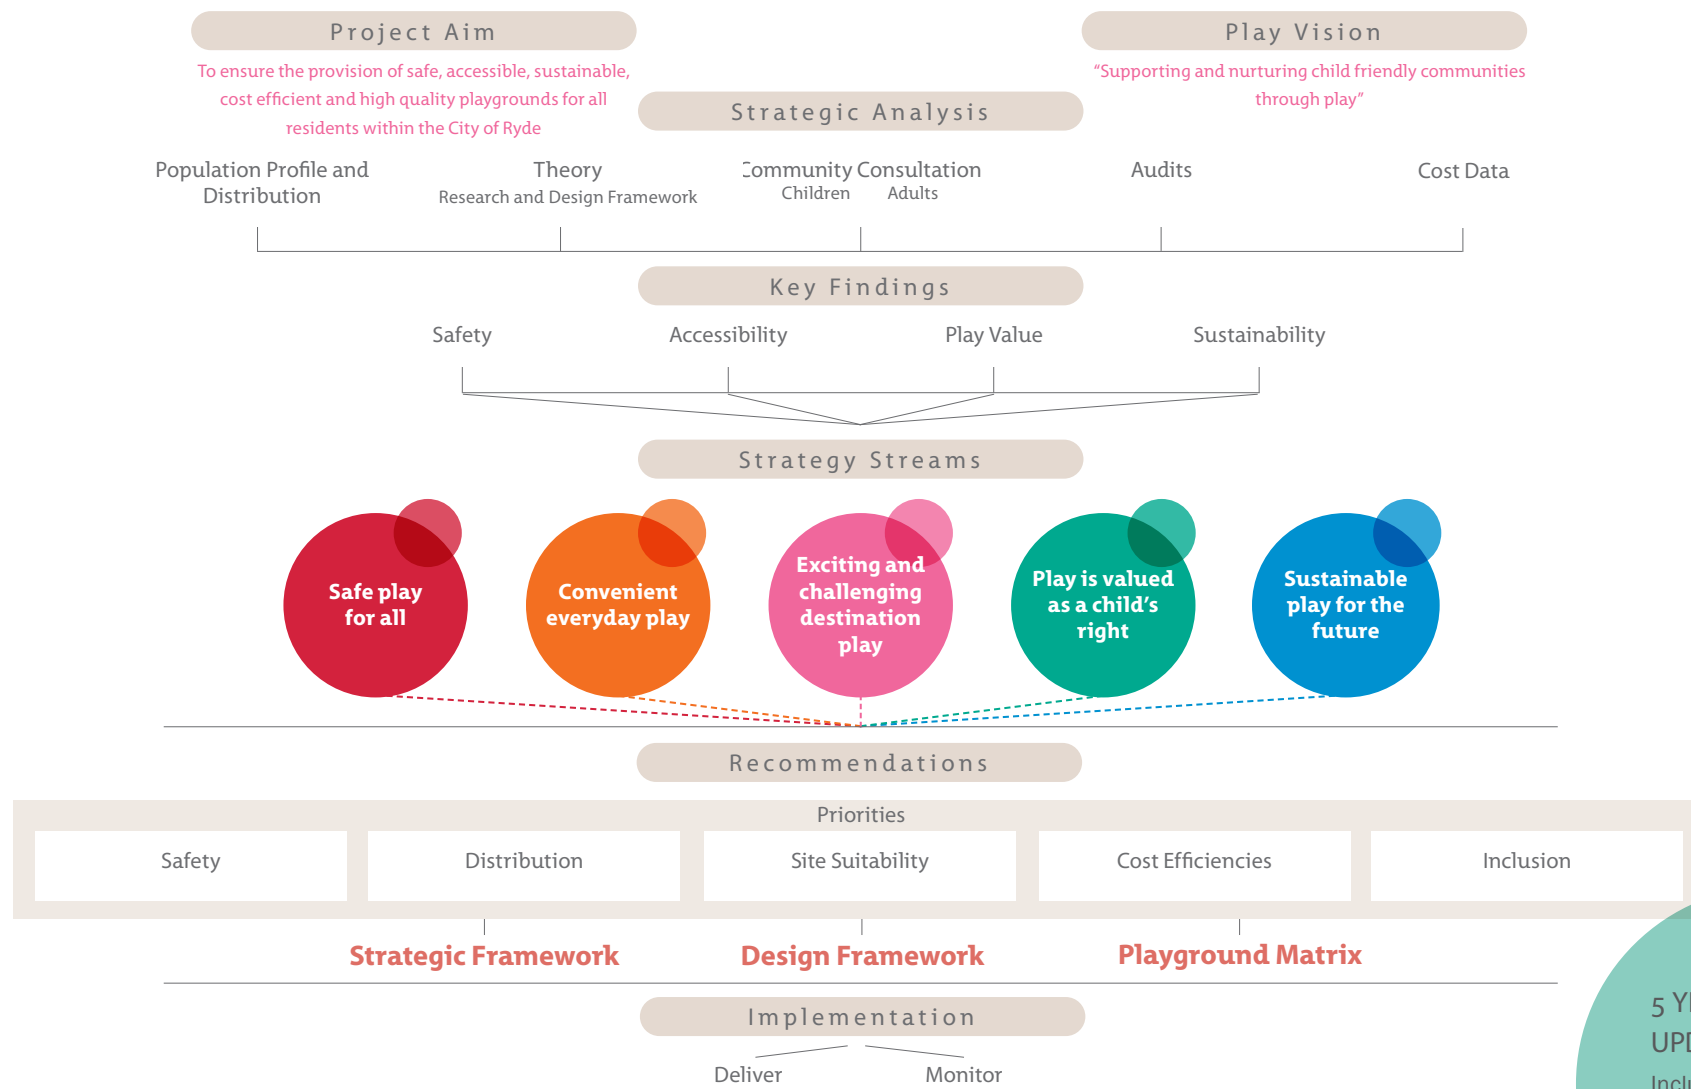 Project Aim
To ensure the provision of safe, accessible, sustainable,
cost efficient and high quality playgrounds for all
residents within the City of Ryde
Play Vision
“Supporting and nurturing child friendly communities
through play”
Strategic Analysis
Population Profile and
Distribution
Theory
Research and Design Framework
Community Consultation
Children Adults
Audits
Cost Data
Key Findings
Safety
Accessibility
Play Value
Sustainability
Strategy Streams
Safe play
for all
Convenient
everyday play
Exciting and
challenging
destination
play
Play is valued
as a child’s
right
Sustainable
play for the
future
Recommendations
Priorities
Safety
Distribution
Site Suitability
Cost Efficiencies
Inclusion
Strategic Framework
Design Framework
Playground Matrix
Implementation
Deliver
Monitor
5